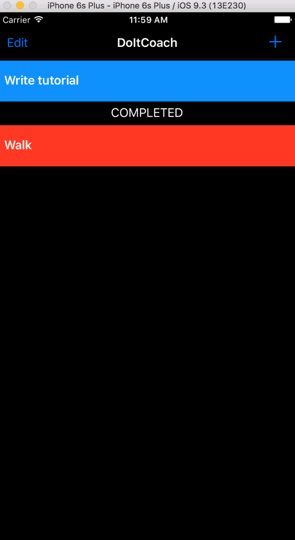 iPhone 6s Plus - iPhone 6s Plus / iOS 9.3 (13E230)
Carrier 11:59 AM
Edit DoItCoach +
Write tutorial
COMPLETED
Walk